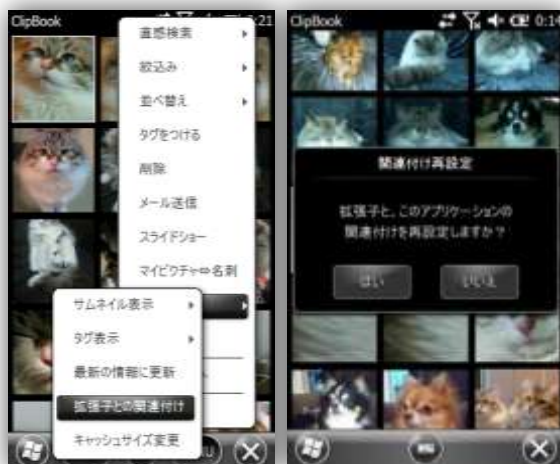 ClipBook
:21
直感検索
絞込み
並べ替え
タグをつける
削除
メール送信
スライドショー
マイピクチャ⇔名刺
サムネイル表示
タグ表示
最新の情報に更新
拡張子との関連付け
キャッシュサイズ変更
ClipBook
0:14
関連付け再設定
拡張子と、このアプリケーションの
関連付けを再設定しますか？
はい
いいえ